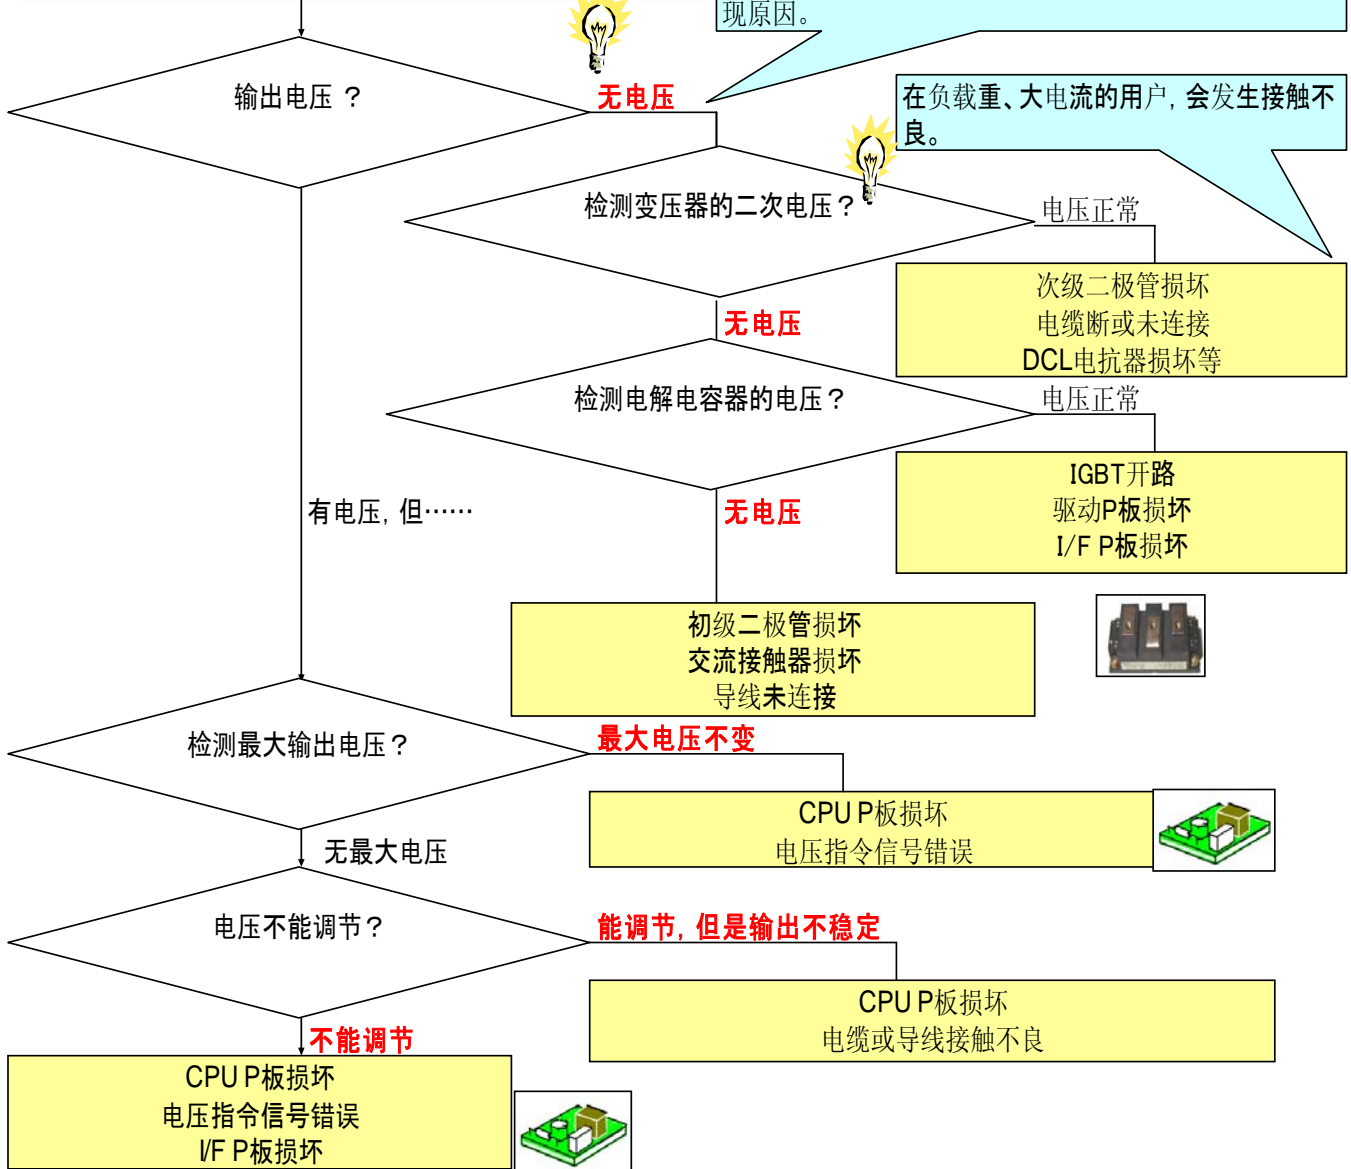 现原因。
输出电压 ?
无电压
在负载重、大电流的用户, 会发生接触不
良。
检测变压器的二次电压?
电压正常
次级二极管损坏
电缆断或未连接
DCL电抗器损坏等
无电压
检测电解电容器的电压?
电压正常
IGBT开路
驱动P板损坏
I/F P板损坏
有电压, 但……
无电压
初级二极管损坏
交流接触器损坏
导线未连接
检测最大输出电压?
最大电压不变
CPU P板损坏
电压指令信号错误
无最大电压
电压不能调节?
能调节, 但是输出不稳定
CPU P板损坏
电缆或导线接触不良
不能调节
CPU P板损坏
电压指令信号错误
I/F P板损坏